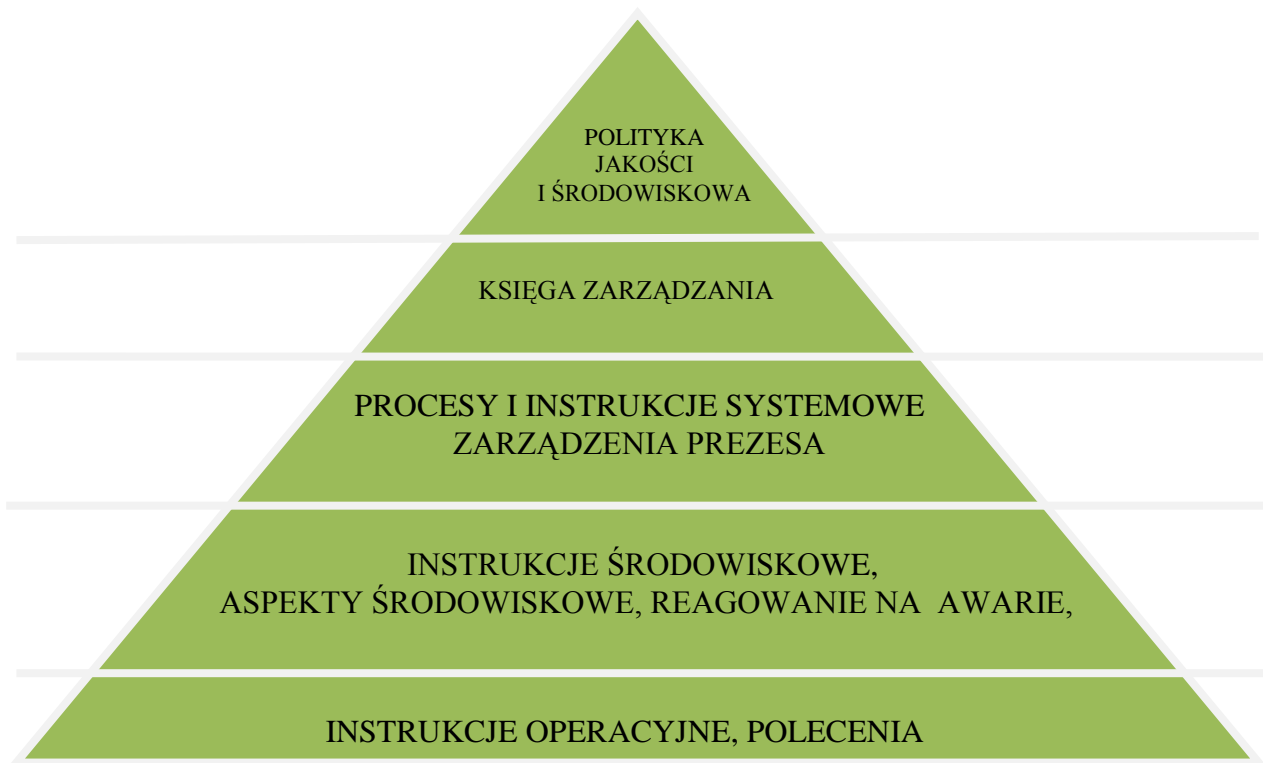 POLITYKA
JAKOŚCI
I ŚRODOWISKOWA
KSIĘGA ZARZĄDZANIA
PROCESY I INSTRUKCJE SYSTEMOWE
ZARZĄDZENIA PREZESA
INSTRUKCJE ŚRODOWISKOWE,
ASPEKTY ŚRODOWISKOWE, REAGOWANIE NA AWARIE,
INSTRUKCJE OPERACYJNE, POLECENIA